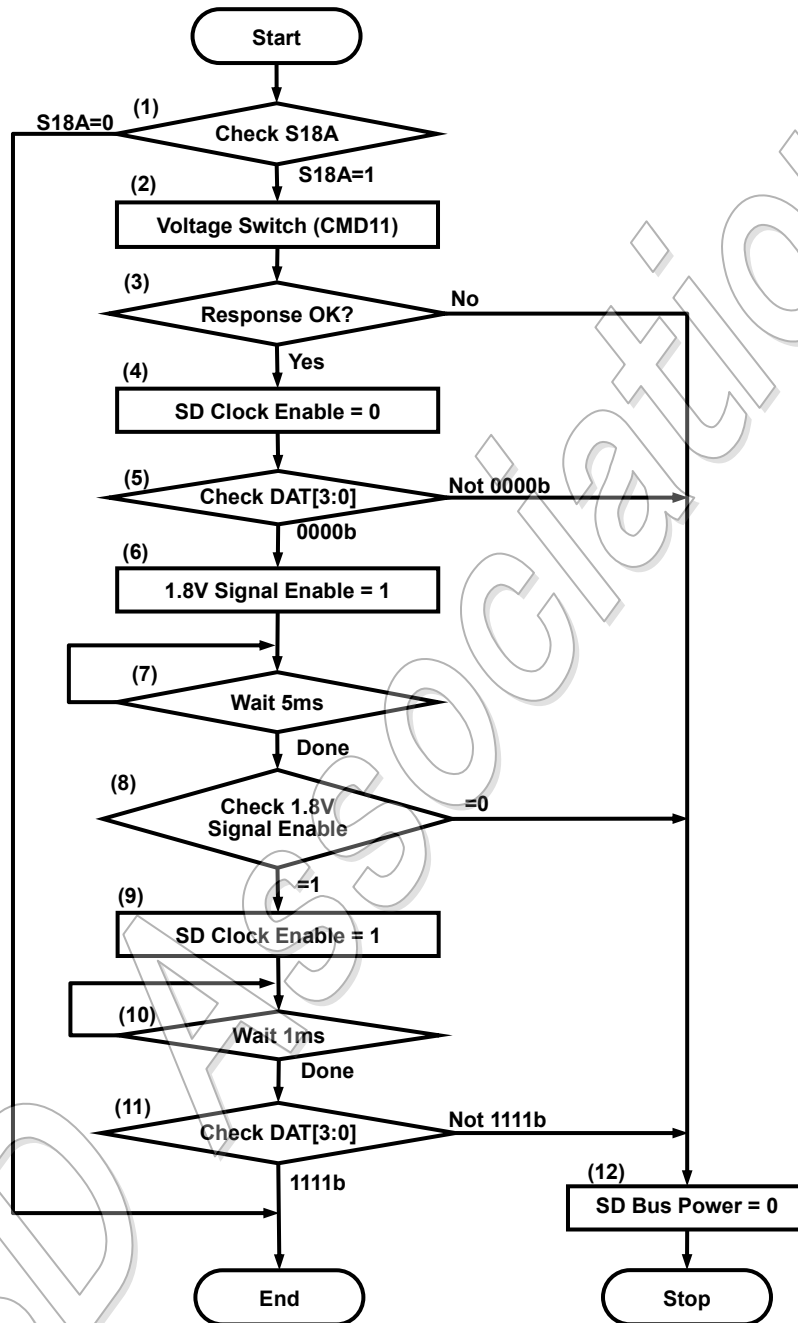 Start
(1)
S18A=0
Check S18A
S18A=1
(2)
Voltage Switch (CMD11)
(3)
No
Response OK?
Yes
(4)
SD Clock Enable = 0
(5)
Not 0000b
Check DAT[3:0]
0000b
(6)
1.8V Signal Enable = 1
(7)
Wait 5ms
Done
(8)
=0
Check 1.8V
Signal Enable
=1
(9)
SD Clock Enable = 1
(10)
Wait 1ms
Done
(11)
Not 1111b
Check DAT[3:0]
1111b
(12)
SD Bus Power = 0
End
Stop
SD Association